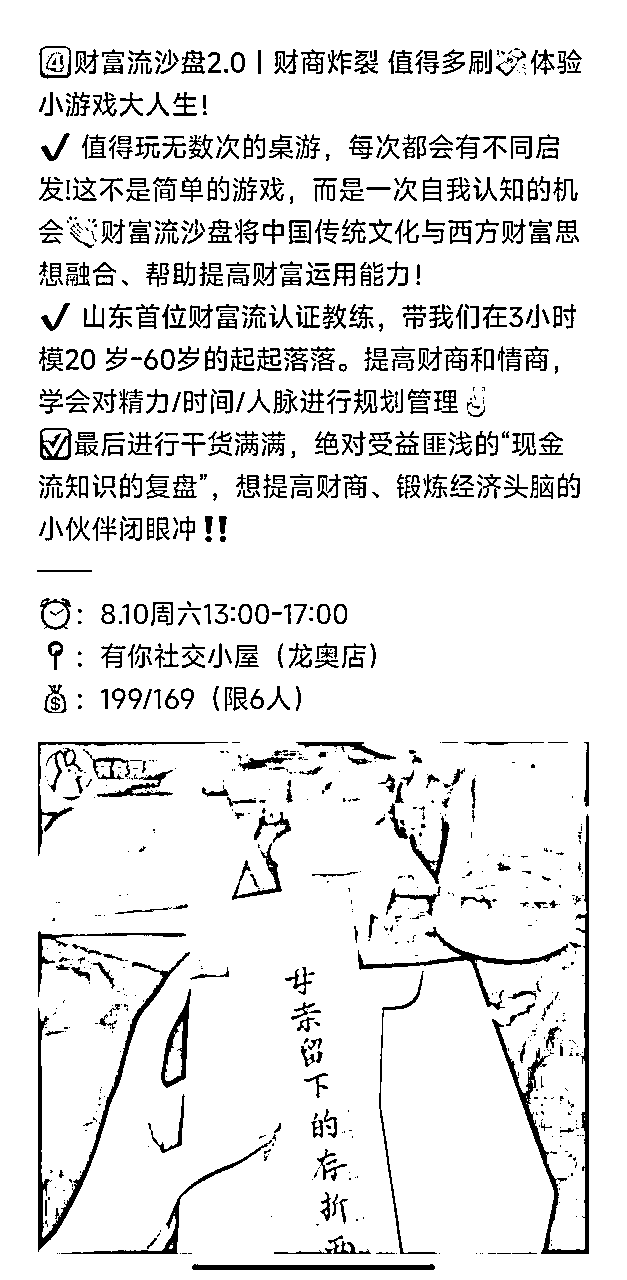 4️⃣财富流沙盘2.0丨财商炸裂 值得多刷💸体验
小游戏大人生！
✔ 值得玩无数次的桌游，每次都会有不同启
发!这不是简单的游戏，而是一次自我认知的机
会👏财富流沙盘将中国传统文化与西方财富思
想融合、帮助提高财富运用能力！
✔ 山东首位财富流认证教练，带我们在3小时
模20 岁-60岁的起起落落。提高财商和情商，
学会对精力/时间/人脉进行规划管理✌
✅最后进行干货满满，绝对受益匪浅的“现金
流知识的复盘”，想提高财商、锻炼经济头脑的
小伙伴闭眼冲‼️
——
⏰：8.10周六13:00-17:00
📍：有你社交小屋（龙奥店）
💰：199/169（限6人）
母亲留下的存折